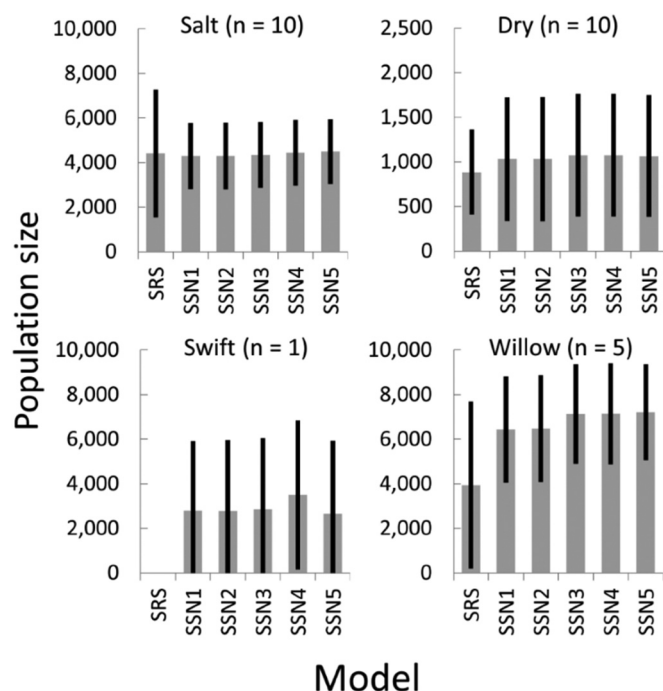 Salt (n = 10)
10,000
8,000
6,000
4,000
2,000
0
SRS
SSN1
SSN2
SSN3
SSN4
SSN5
Dry (n = 10)
2,500
2,000
1,500
1,000
500
0
SRS
SSN1
SSN2
SSN3
SSN4
SSN5
Swift (n = 1)
10,000
8,000
6,000
4,000
2,000
0
SRS
SSN1
SSN2
SSN3
SSN4
SSN5
Willow (n = 5)
10,000
8,000
6,000
4,000
2,000
0
SRS
SSN1
SSN2
SSN3
SSN4
SSN5
Population size
Model